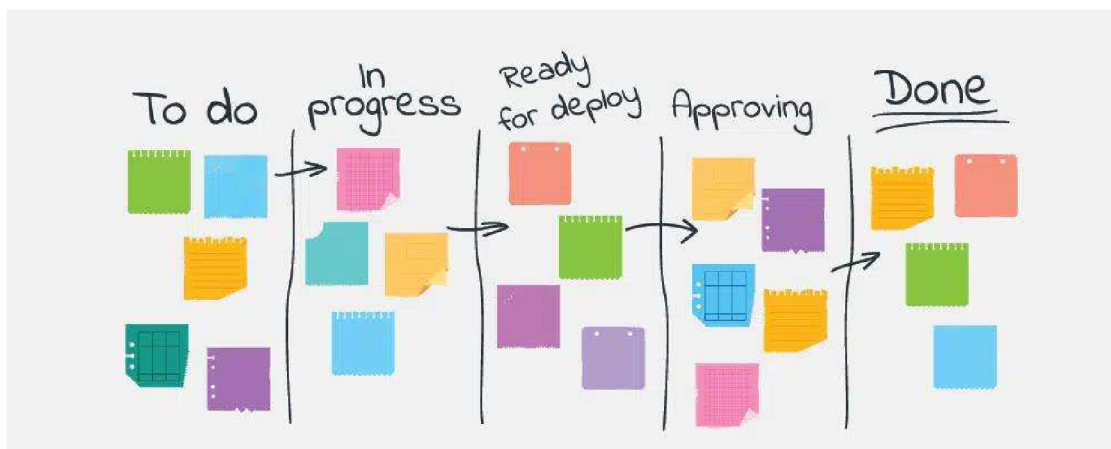 To do
In
progress
Ready
for deploy
Approving
Done